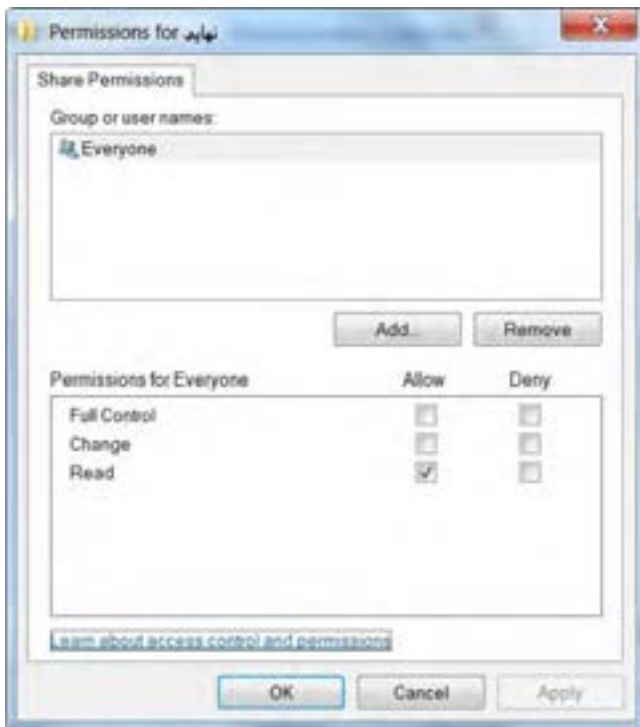 Permissions for نهایی
Share Permissions
Group or user names:
Everyone
Add... Remove
Permissions for Everyone Allow Deny
Full Control
Change
Read
Learn about access control and permissions
OK Cancel Apply